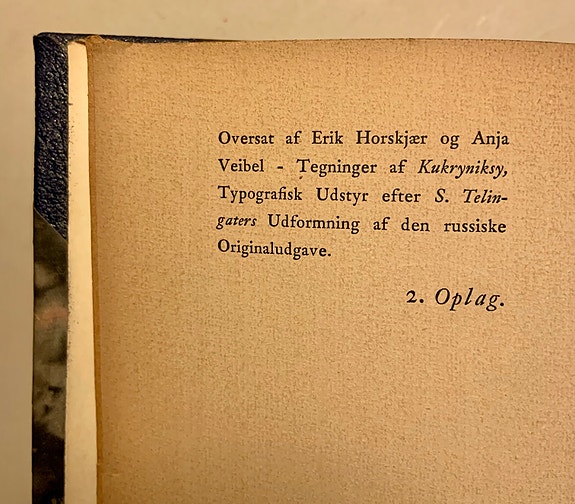 Oversat af Erik Horskjær og Anja
Veibel - Tegninger af Kukryniksy,
Typografisk Udstyr efter S. Telin-
gaters Udformning af den russiske
Originaludgave.
2. Oplag.